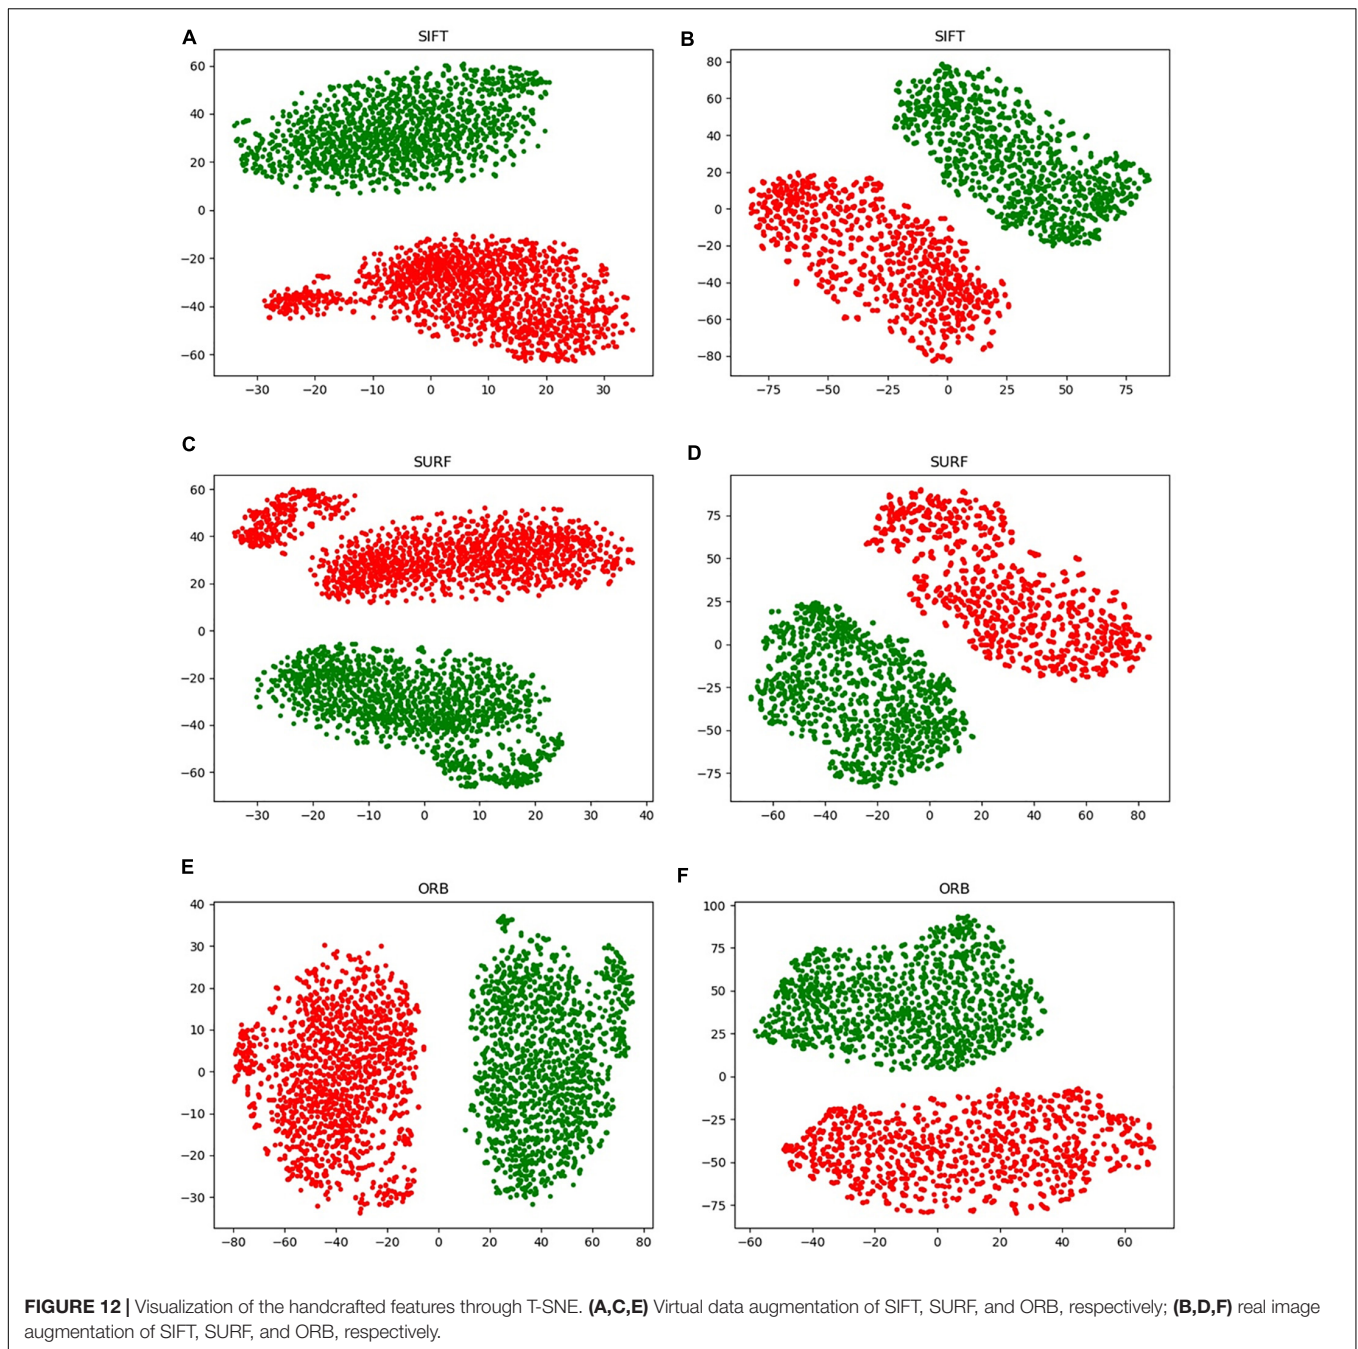 A
SIFT
60
40
20
0
−20
−40
−60
−30 −20 −10 0 10 20 30
B
SIFT
80
60
40
20
0
−20
−40
−60
−80
−75 −50 −25 0 25 50 75
C
SURF
60
40
20
0
−20
−40
−60
−30 −20 −10 0 10 20 30 40
D
SURF
75
50
25
0
−25
−50
−75
−60 −40 −20 0 20 40 60 80
E
ORB
40
30
20
10
0
−10
−20
−30
−80 −60 −40 −20 0 20 40 60 80
F
ORB
100
75
50
25
0
−25
−50
−75
−60 −40 −20 0 20 40 60
FIGURE 12 | Visualization of the handcrafted features through T-SNE. (A,C,E) Virtual data augmentation of SIFT, SURF, and ORB, respectively; (B,D,F) real image
augmentation of SIFT, SURF, and ORB, respectively.